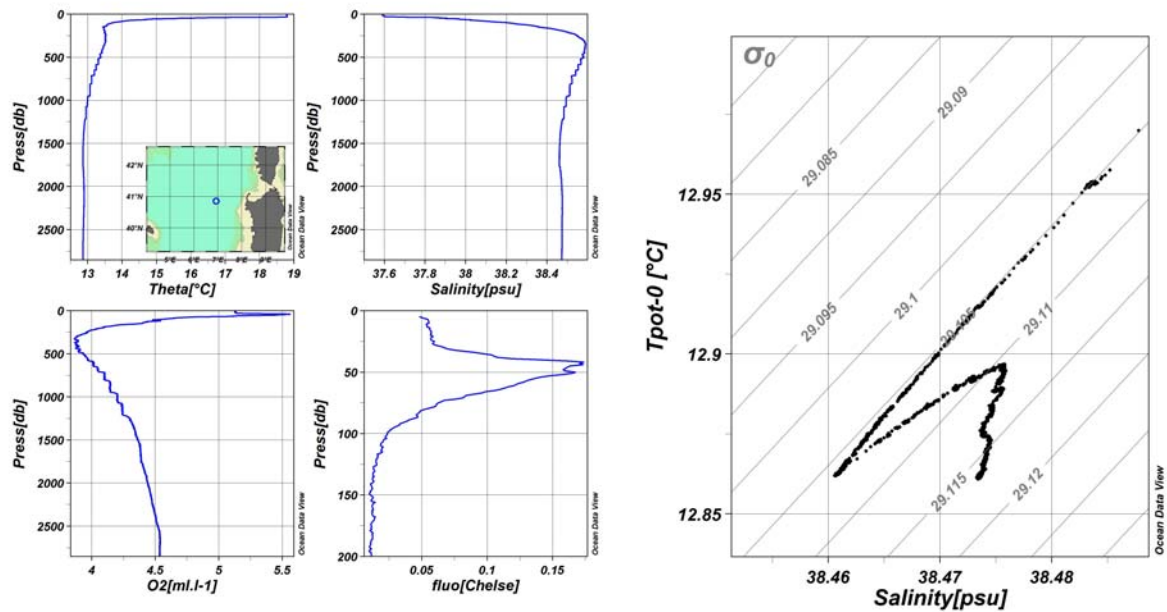 0
500
1000
1500
2000
2500
Press[db]
13 14 15 16 17 18 19
Theta[°C]
Ocean Data View
42°N
41°N
40°N
5°E 6°E 7°E 8°E 9°E
Ocean Data View
0
500
1000
1500
2000
2500
Press[db]
37.6 37.8 38 38.2 38.4
Salinity[psu]
Ocean Data View
0
500
1000
1500
2000
2500
Press[db]
4 4.5 5 5.5
O2[ml.l-1]
Ocean Data View
0
50
100
150
200
Press[db]
0.05 0.1 0.15
fluo[Chelse]
Ocean Data View
σ0
29.09
29.085
29.1
29.105
29.11
29.095
29.115
29.12
12.95
12.9
12.85
Tpot-0 [°C]
38.46 38.47 38.48
Salinity[psu]
Ocean Data View